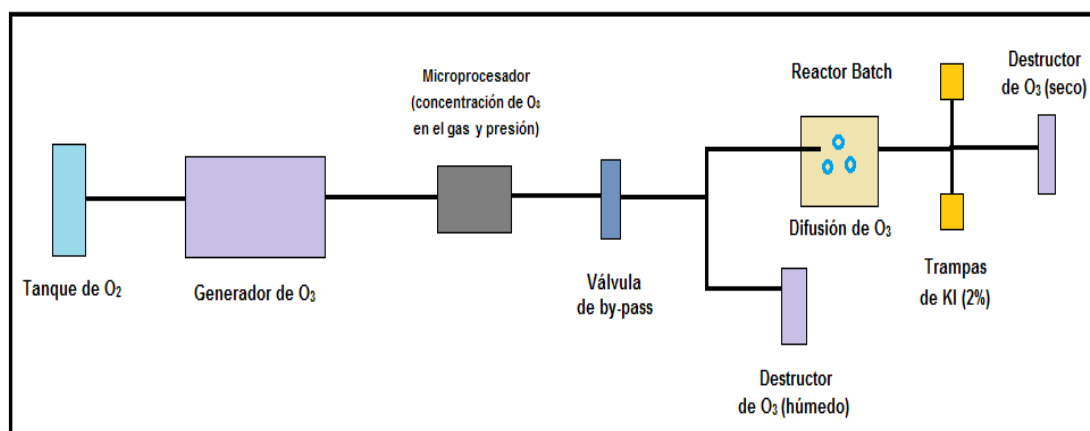 Tanque de O₂
Generador de O₃
Microprocesador
(concentración de O₃
en el gas y presión)
Válvula
de by-pass
Reactor Batch
Difusión de O₃
Destructor
de O₃ (húmedo)
Trampas
de KI (2%)
Destructor
de O₃ (seco)